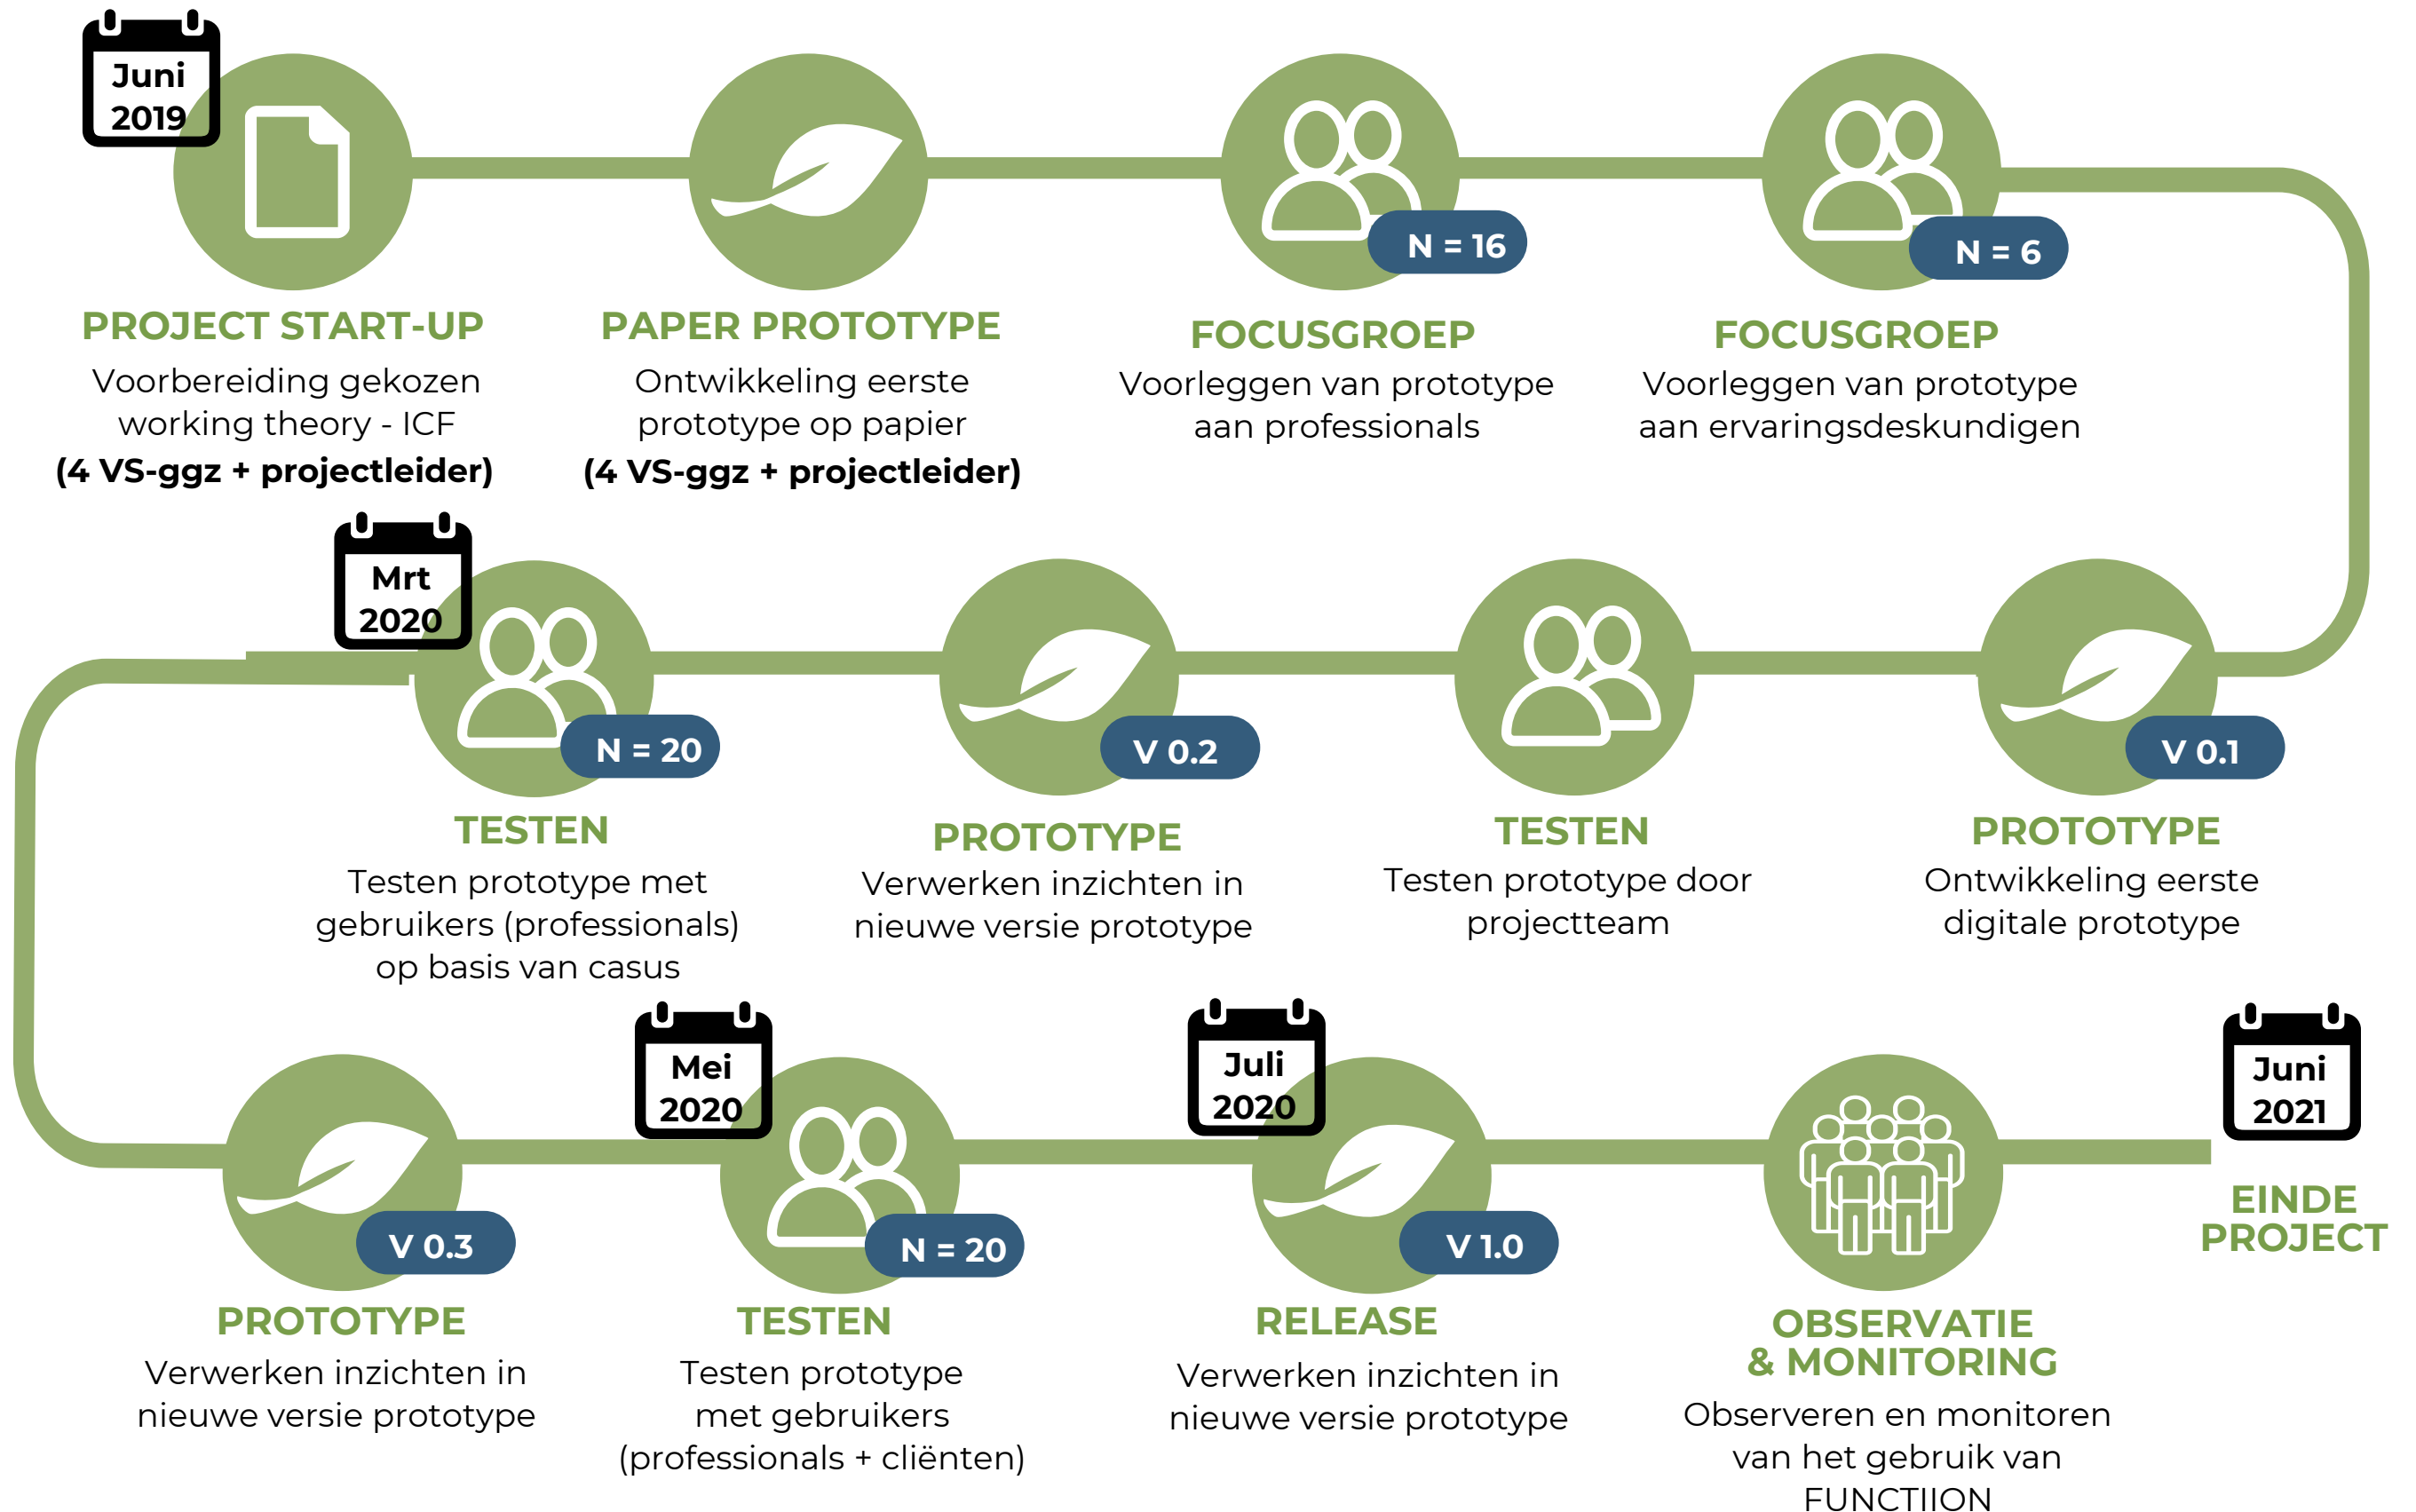 Juni
2019
PROJECT START-UP
Voorbereiding gekozen
working theory - ICF
(4 VS-ggz + projectleider)
PAPER PROTOTYPE
Ontwikkeling eerste
prototype op papier
(4 VS-ggz + projectleider)
N = 16
FOCUSGROEP
Voorleggen van prototype
aan professionals
N = 6
FOCUSGROEP
Voorleggen van prototype
aan ervaringsdeskundigen
V 0.1
PROTOTYPE
Ontwikkeling eerste
digitale prototype
TESTEN
Testen prototype door
projectteam
V 0.2
PROTOTYPE
Verwerken inzichten in
nieuwe versie prototype
Mrt
2020
N = 20
TESTEN
Testen prototype met
gebruikers (professionals)
op basis van casus
V 0.3
PROTOTYPE
Verwerken inzichten in
nieuwe versie prototype
Mei
2020
N = 20
TESTEN
Testen prototype
met gebruikers
(professionals + cliënten)
Juli
2020
V 1.0
RELEASE
Verwerken inzichten in
nieuwe versie prototype
OBSERVATIE
& MONITORING
Observeren en monitoren
van het gebruik van
FUNCTIION
Juni
2021
EINDE
PROJECT